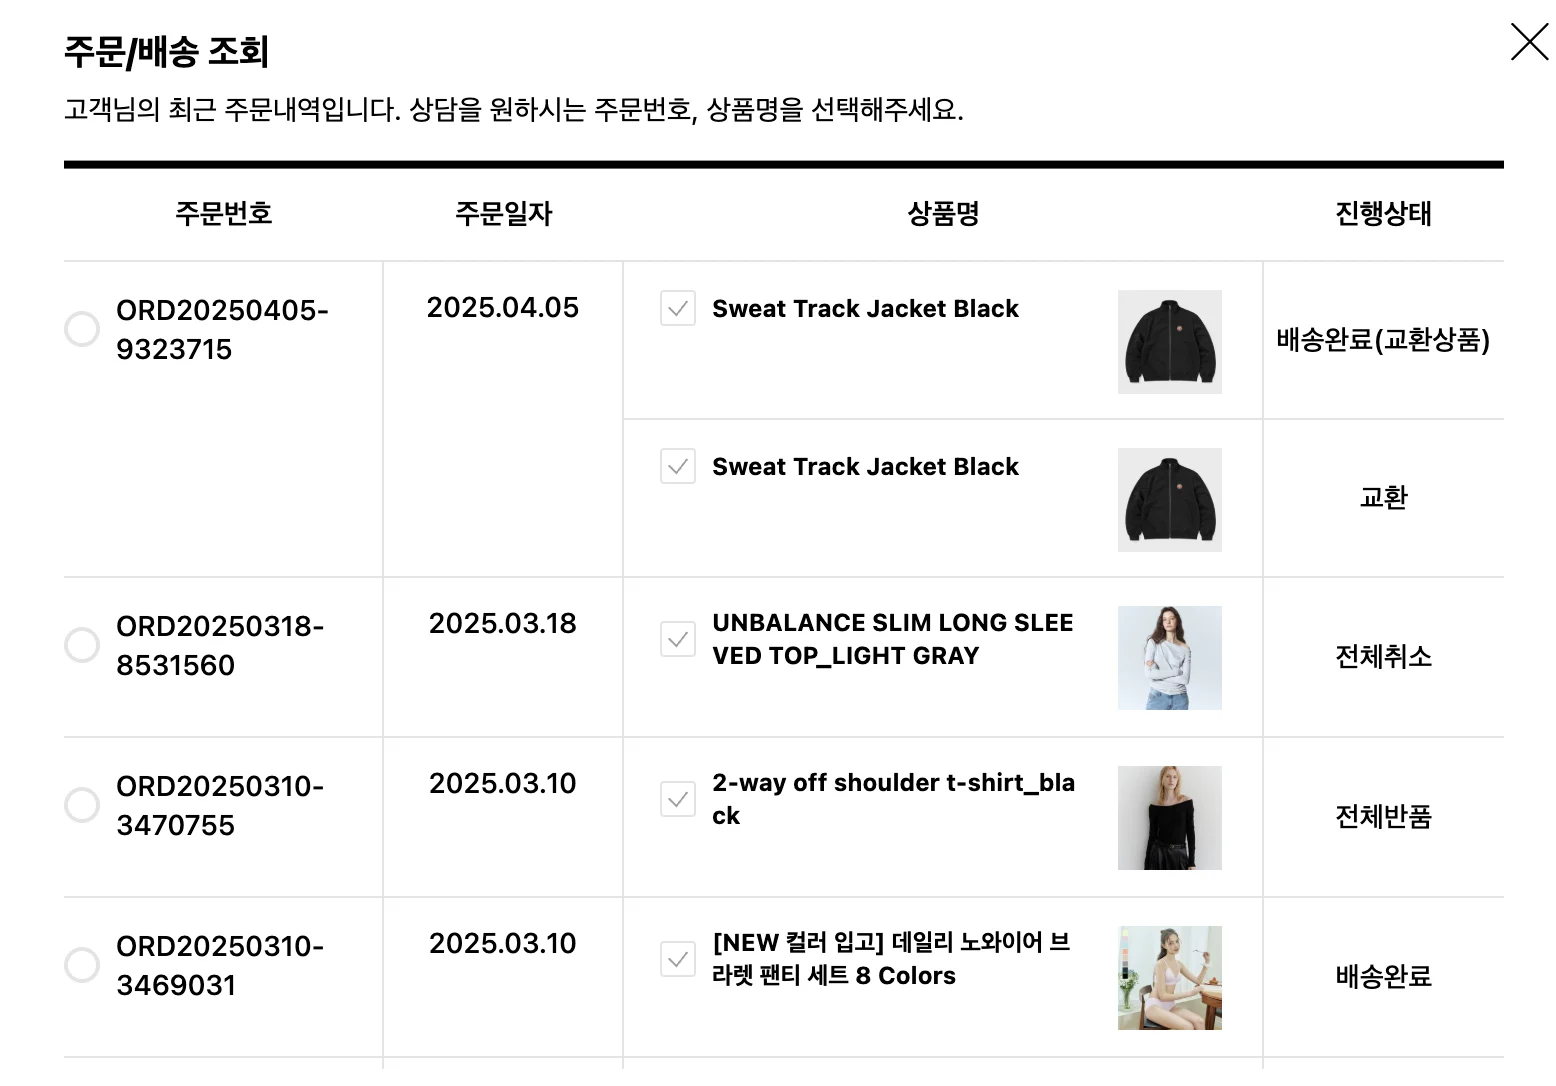 주문/배송 조회
고객님의 최근 주문내역입니다. 상담을 원하시는 주문번호, 상품명을 선택해주세요.
주문번호 주문일자 상품명 진행상태
ORD20250405-
9323715
2025.04.05
Sweat Track Jacket Black
배송완료(교환상품)
Sweat Track Jacket Black
교환
ORD20250318-
8531560
2025.03.18
UNBALANCE SLIM LONG SLEE
VED TOP_LIGHT GRAY
전체취소
ORD20250310-
3470755
2025.03.10
2-way off shoulder t-shirt_bla
ck
전체반품
ORD20250310-
3469031
2025.03.10
[NEW 컬러 입고] 데일리 노와이어 브
라렛 팬티 세트 8 Colors
배송완료